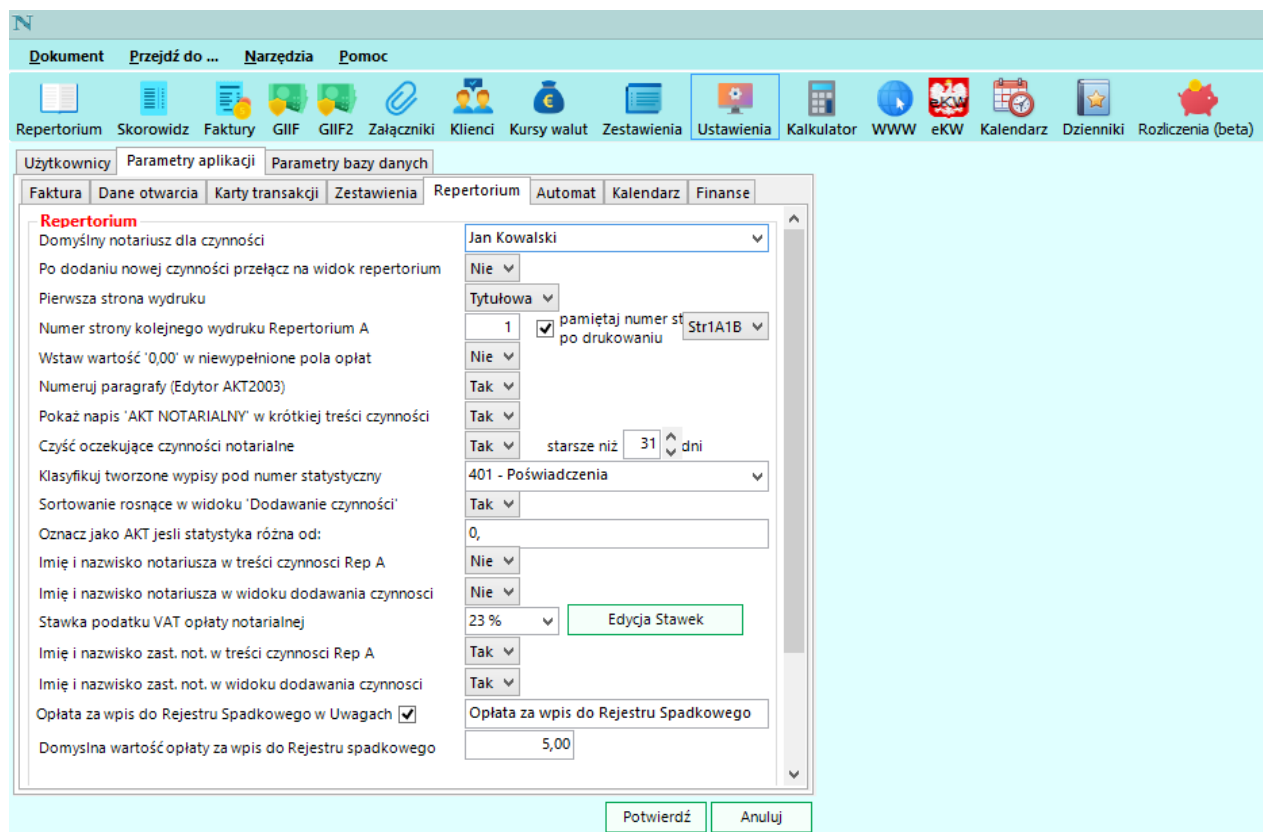 N
Dokument Przejdź do ... Narzędzia Pomoc
eKW
Repertorium Skorowidz Faktury GIIF GIIF2 Załączniki Klienci Kursy walut Zestawienia Ustawienia Kalkulator WWW eKW Kalendarz Dzienniki Rozliczenia (beta)
Użytkownicy Parametry aplikacji Parametry bazy danych
Faktura Dane otwarcia Karty transakcji Zestawienia Repertorium Automat Kalendarz Finanse
Repertorium
Domyślny notariusz dla czynności Jan Kowalski
Po dodaniu nowej czynności przełącz na widok repertorium Nie
Pierwsza strona wydruku Tytułowa
Numer strony kolejnego wydruku Repertorium A 1 pamiętaj numer st Str1A1B
po drukowaniu
Wstaw wartość '0,00' w niewypełnione pola opłat Nie
Numeruj paragrafy (Edytor AKT2003) Tak
Pokaż napis 'AKT NOTARIALNY' w krótkiej treści czynności Tak
Czyść oczekujące czynności notarialne Tak starsze niż 31 dni
Klasyfikuj tworzone wypisy pod numer statystyczny 401 - Poświadczenia
Sortowanie rosnące w widoku 'Dodawanie czynności' Tak
Oznacz jako AKT jesli statystyka różna od: 0,
Imię i nazwisko notariusza w treści czynnosci Rep A Nie
Imię i nazwisko notariusza w widoku dodawania czynnosci Nie
Stawka podatku VAT opłaty notarialnej 23 % Edycja Stawek
Imię i nazwisko zast. not. w treści czynnosci Rep A Tak
Imię i nazwisko zast. not. w widoku dodawania czynnosci Tak
Opłata za wpis do Rejestru Spadkowego w Uwagach Opłata za wpis do Rejestru Spadkowego
Domyslna wartość opłaty za wpis do Rejestru spadkowego 5,00
Potwierdź Anuluj